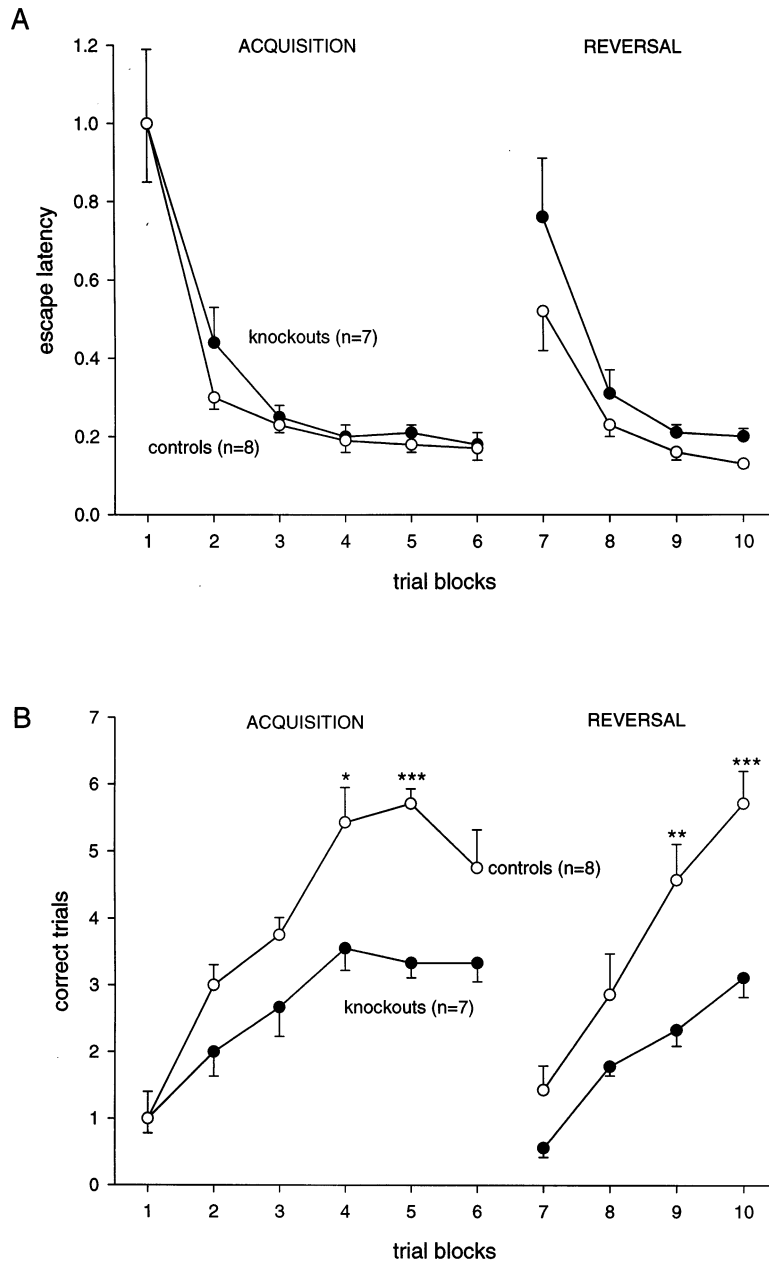 A
ACQUISITION REVERSAL
1.2
1.0
0.8
0.6
0.4
0.2
0.0
escape latency
knockouts (n=7)
controls (n=8)
1 2 3 4 5 6 7 8 9 10
trial blocks
B
ACQUISITION REVERSAL
7
6
5
4
3
2
1
0
correct trials
* *** ** ***
controls (n=8)
knockouts (n=7)
1 2 3 4 5 6 7 8 9 10
trial blocks